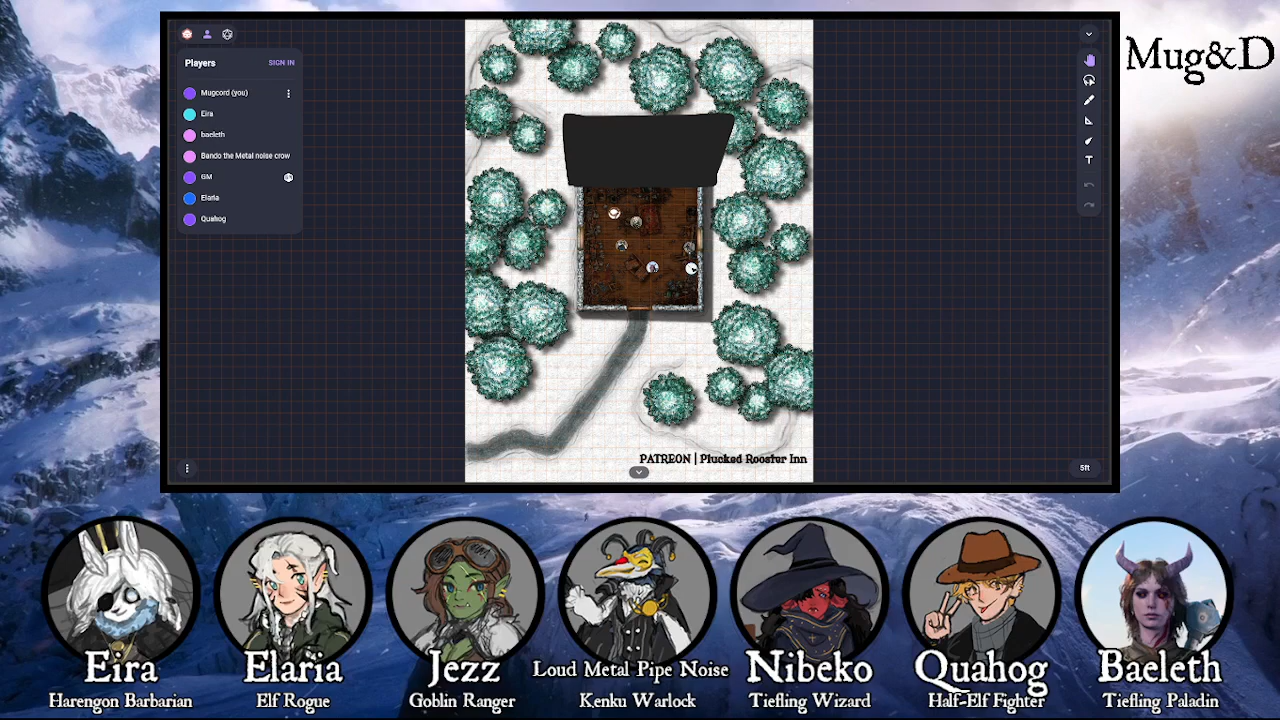 Mug&D
Players
SIGN IN
Mugcord (you)
Eira
baeleth
Bando the Metal noise crow
GM
Elaria
Quahog
T
PATREON | Plucked Rooster Inn
5ft
Eira
Harengon Barbarian
Elaria
Elf Rogue
Jezz
Goblin Ranger
Loud Metal Pipe Noise
Kenku Warlock
Nibeko
Tiefling Wizard
Quahog
Half-Elf Fighter
Baeleth
Tiefling Paladin